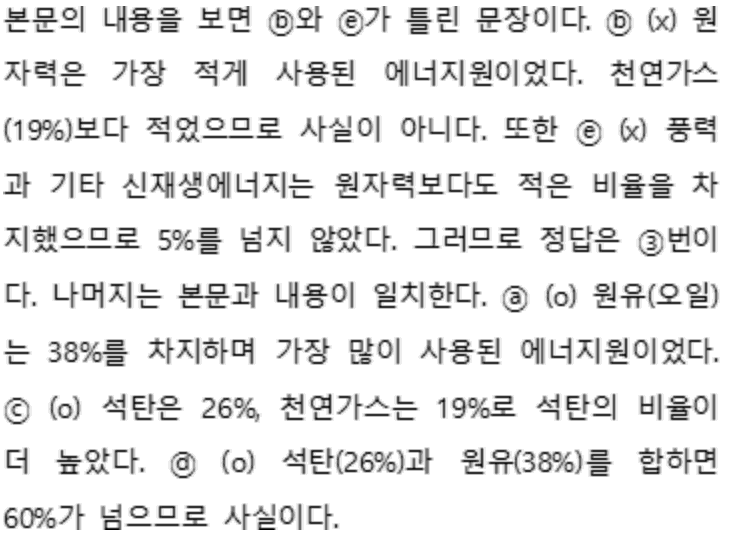 본문의 내용을 보면 ⓑ와 ⓔ가 틀린 문장이다. ⓑ (x) 원
자력은 가장 적게 사용된 에너지원이었다. 천연가스
(19%)보다 적었으므로 사실이 아니다. 또한 ⓔ (x) 풍력
과 기타 신재생에너지는 원자력보다도 적은 비율을 차
지했으므로 5%를 넘지 않았다. 그러므로 정답은 ③번이
다. 나머지는 본문과 내용이 일치한다. ⓐ (o) 원유(오일)
는 38%를 차지하며 가장 많이 사용된 에너지원이었다.
ⓒ (o) 석탄은 26%, 천연가스는 19%로 석탄의 비율이
더 높았다. ⓓ (o) 석탄(26%)과 원유(38%)를 합하면
60%가 넘으므로 사실이다.